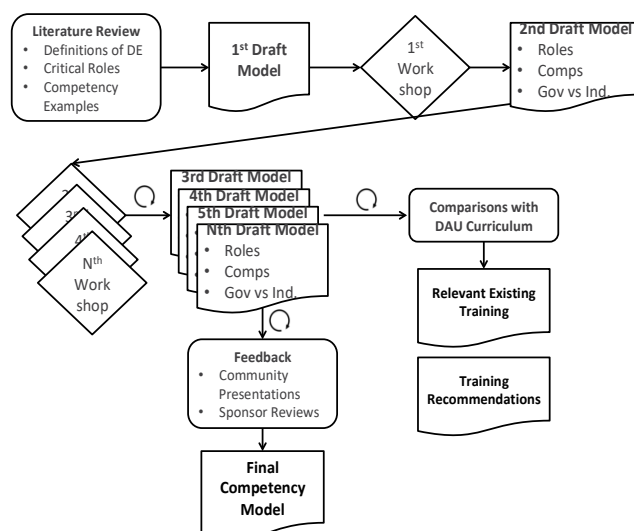 Literature Review
• Definitions of DE
• Critical Roles
• Competency
Examples
1st Draft
Model
1st
Work
shop
2nd Draft Model
• Roles
• Comps
• Gov vs Ind.
3rd Draft Model
4th Draft Model
5th Draft Model
Nth Draft Model
• Roles
• Comps
• Gov vs Ind.
Nth
Work
shop
Comparisons with
DAU Curriculum
Relevant Existing
Training
Training
Recommendations
Feedback
• Community
Presentations
• Sponsor Reviews
Final
Competency
Model